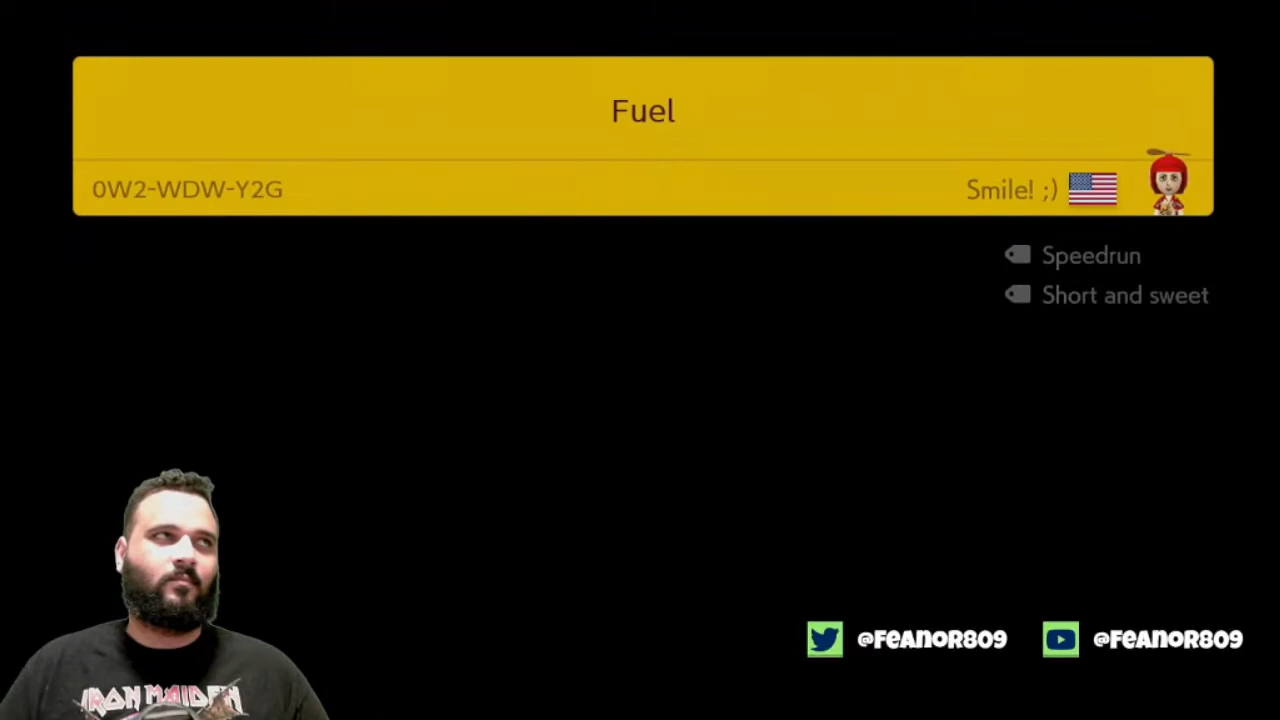 Fuel
0W2-WDW-Y2G
Smile! ;)
Speedrun
Short and sweet
@FEANOR809
@FEANOR809
IRON MAIDEN